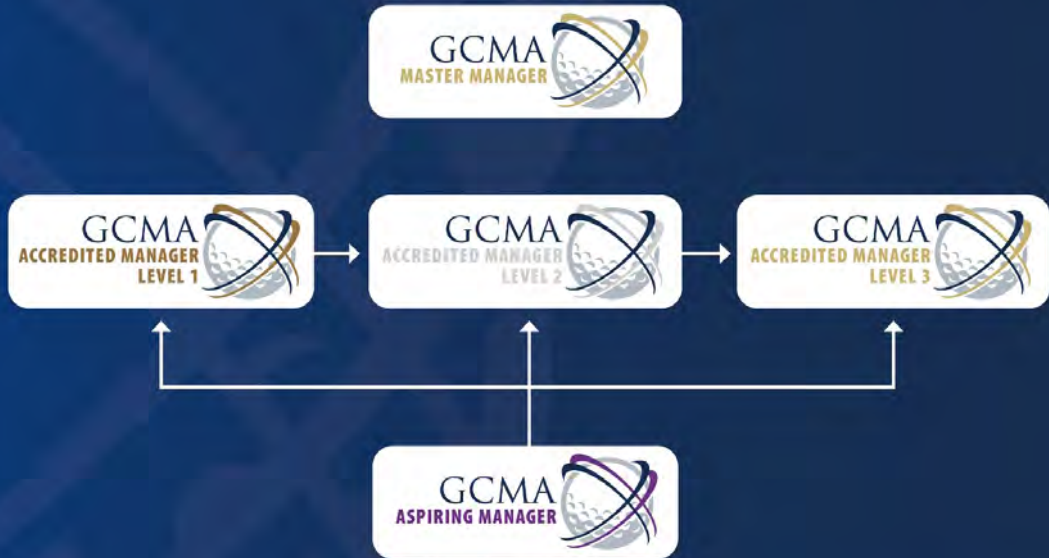 GCMA
MASTER MANAGER
GCMA
ACCREDITED MANAGER
LEVEL 1
GCMA
ACCREDITED MANAGER
LEVEL 2
GCMA
ACCREDITED MANAGER
LEVEL 3
GCMA
ASPIRING MANAGER